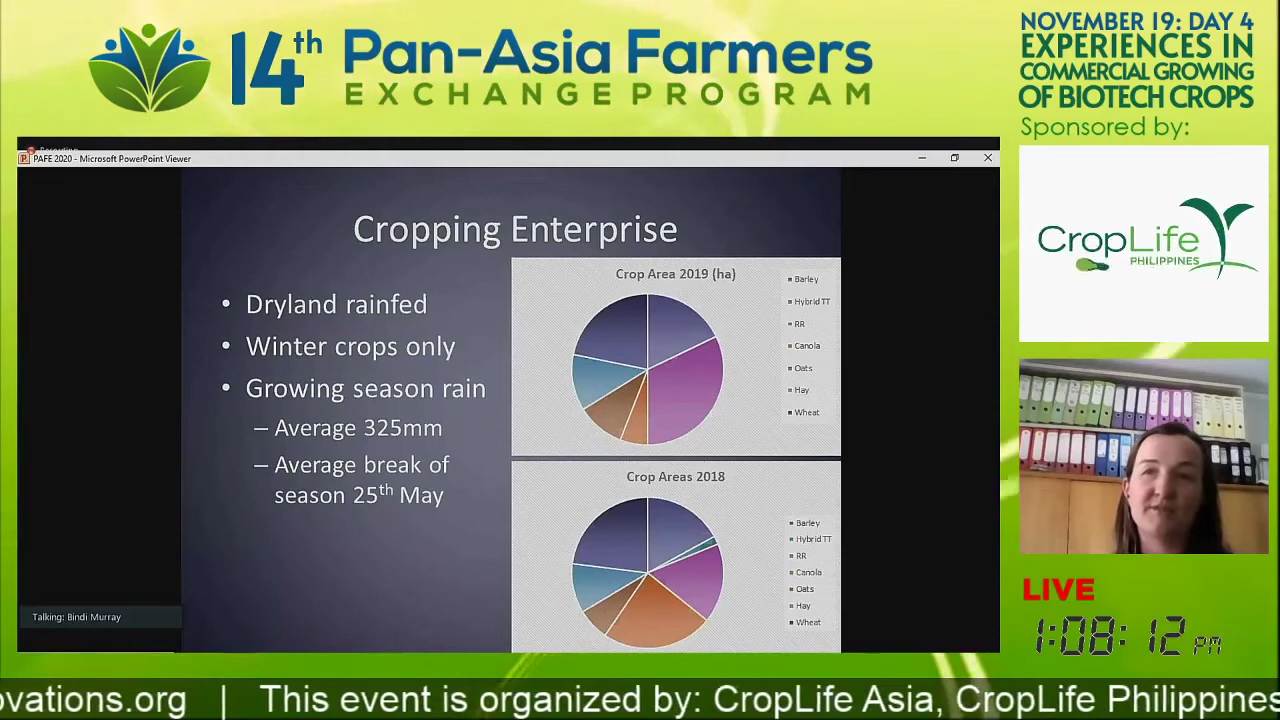 14th Pan-Asia Farmers
EXCHANGE PROGRAM
NOVEMBER 19: DAY 4
EXPERIENCES IN
COMMERCIAL GROWING
OF BIOTECH CROPS
Sponsored by:
CropLife
PHILIPPINES
Recording
PAFE 2020 - Microsoft PowerPoint Viewer
Cropping Enterprise
• Dryland rainfed
• Winter crops only
• Growing season rain
– Average 325mm
– Average break of
season 25th May
Crop Area 2019 (ha)
Barley
Hybrid TT
RR
Canola
Oats
Hay
Wheat
Crop Areas 2018
Barley
Hybrid TT
RR
Canola
Oats
Hay
Wheat
Talking: Bindi Murray
LIVE
1:08:12 PM
ovations.org | This event is organized by: CropLife Asia, CropLife Philippines